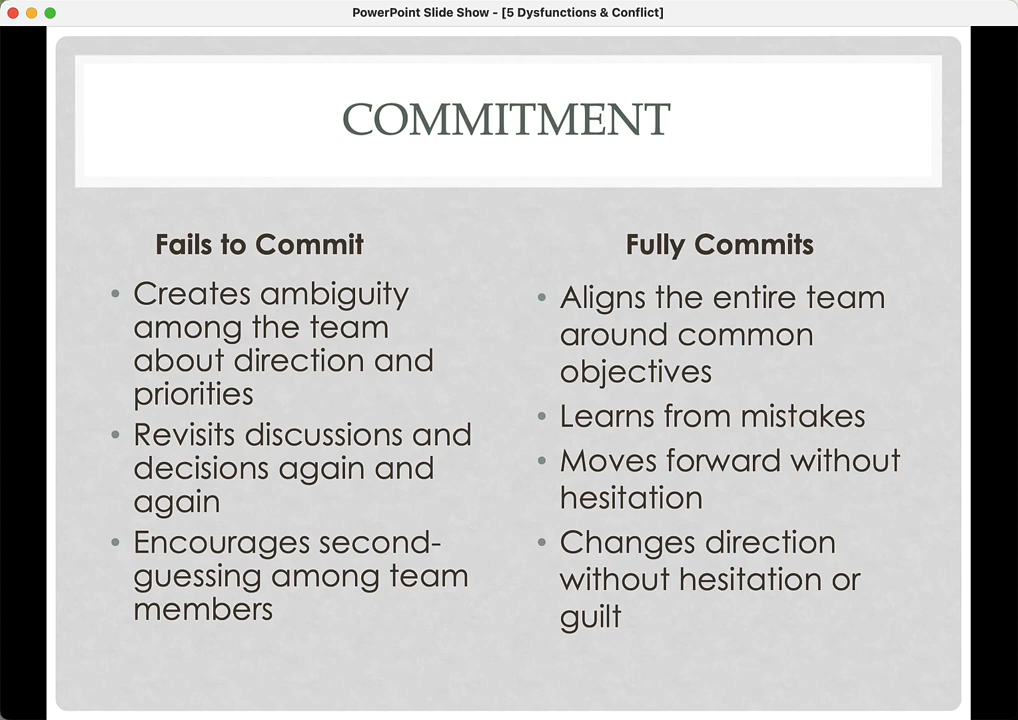 PowerPoint Slide Show - [5 Dysfunctions & Conflict]
COMMITMENT
Fails to Commit
• Creates ambiguity
among the team
about direction and
priorities
• Revisits discussions and
decisions again and
again
• Encourages second-
guessing among team
members
Fully Commits
• Aligns the entire team
around common
objectives
• Learns from mistakes
• Moves forward without
hesitation
• Changes direction
without hesitation or
guilt